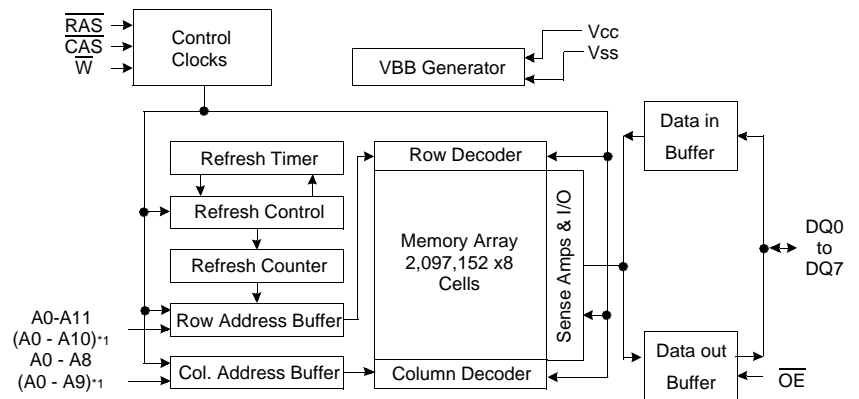 RAS
CAS
W
Control
Clocks
VBB Generator
Vcc
Vss
Refresh Timer
Refresh Control
Refresh Counter
Row Address Buffer
Col. Address Buffer
Row Decoder
Memory Array
2,097,152 x8
Cells
Column Decoder
Sense Amps & I/O
Data in
Buffer
DQ0
to
DQ7
Data out
Buffer
OE
A0-A11
(A0 - A10)*1
A0 - A8
(A0 - A9)*1